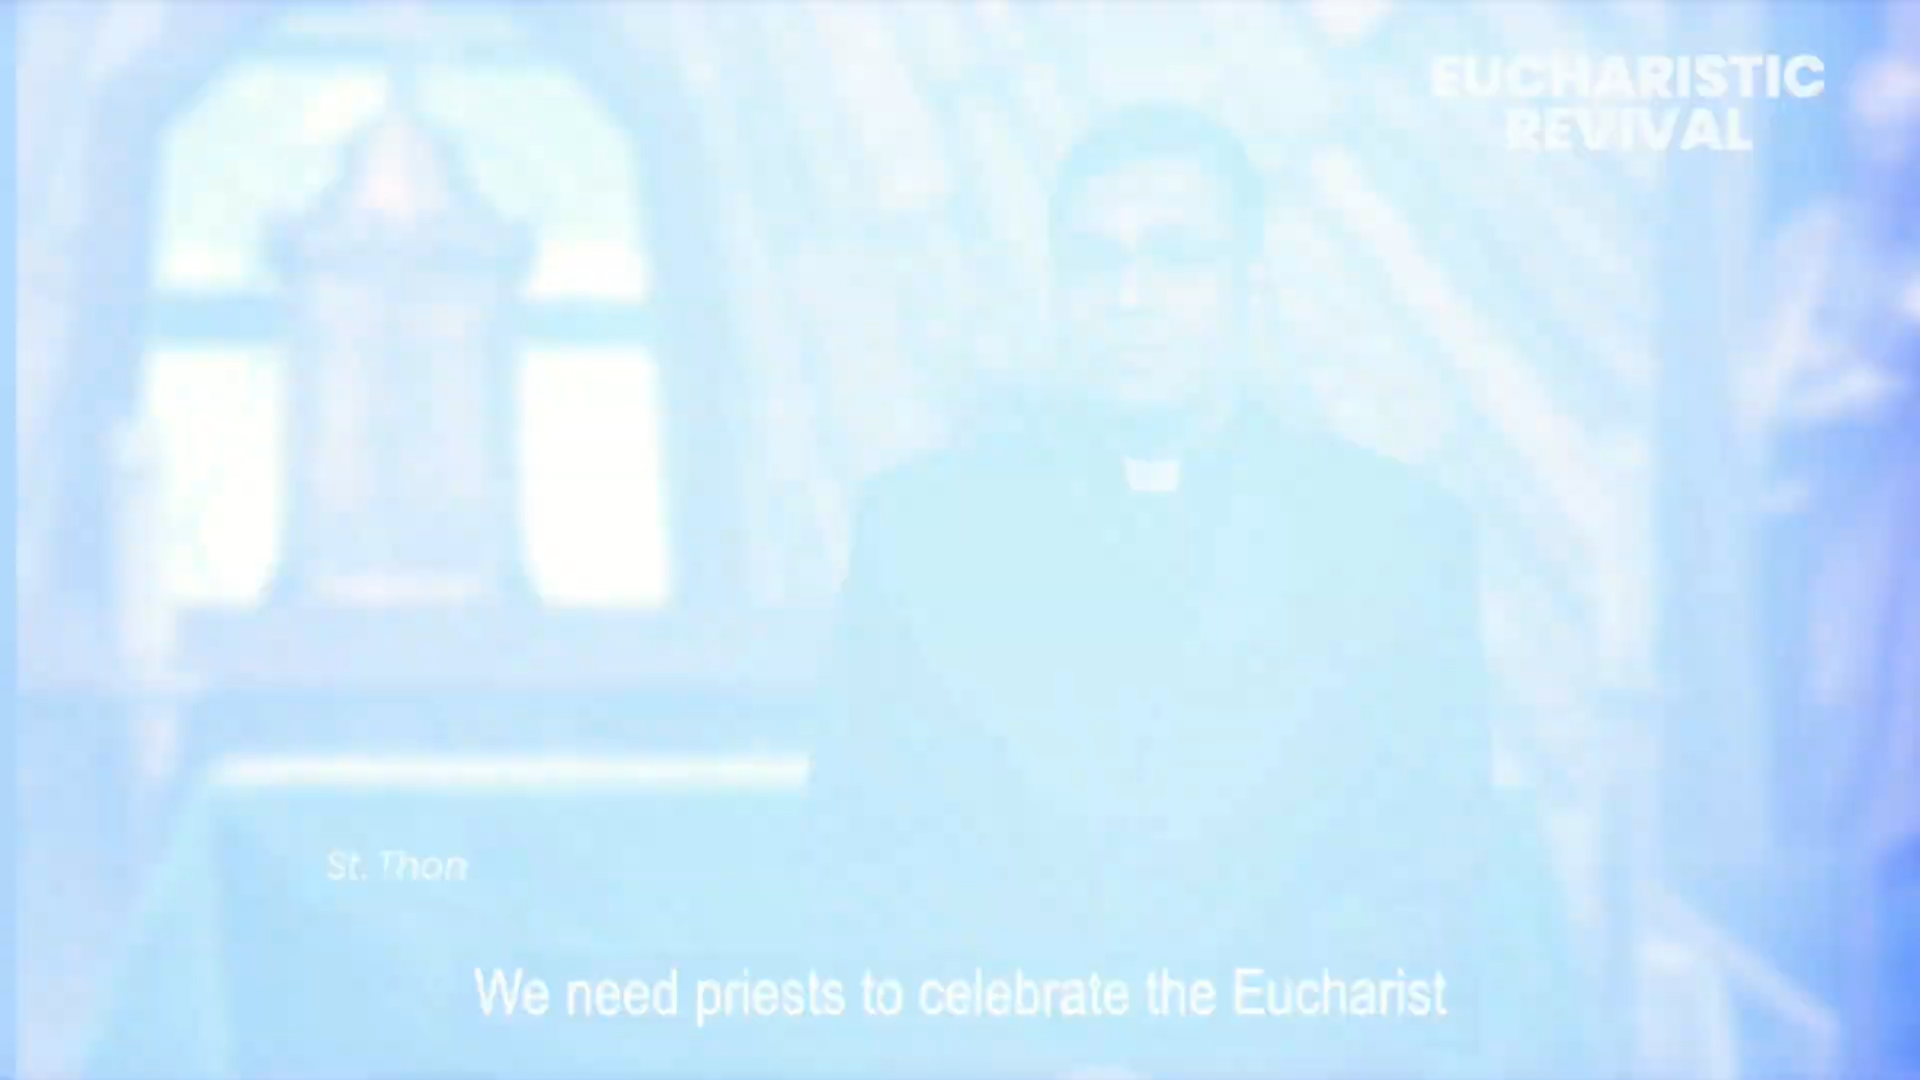 EUCHARISTIC
REVIVAL
St. Thon
We need priests to celebrate the Eucharist